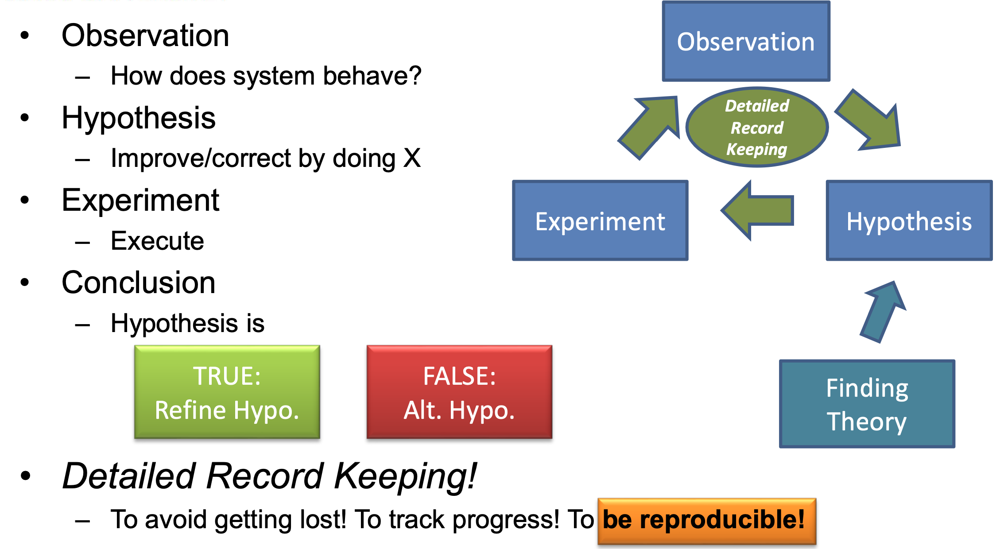 • Observation
– How does system behave?
• Hypothesis
– Improve/correct by doing X
• Experiment
– Execute
• Conclusion
– Hypothesis is
TRUE:
Refine Hypo.
FALSE:
Alt. Hypo.
• Detailed Record Keeping!
– To avoid getting lost! To track progress! To be reproducible!
Observation
Detailed
Record
Keeping
Experiment
Hypothesis
Finding
Theory